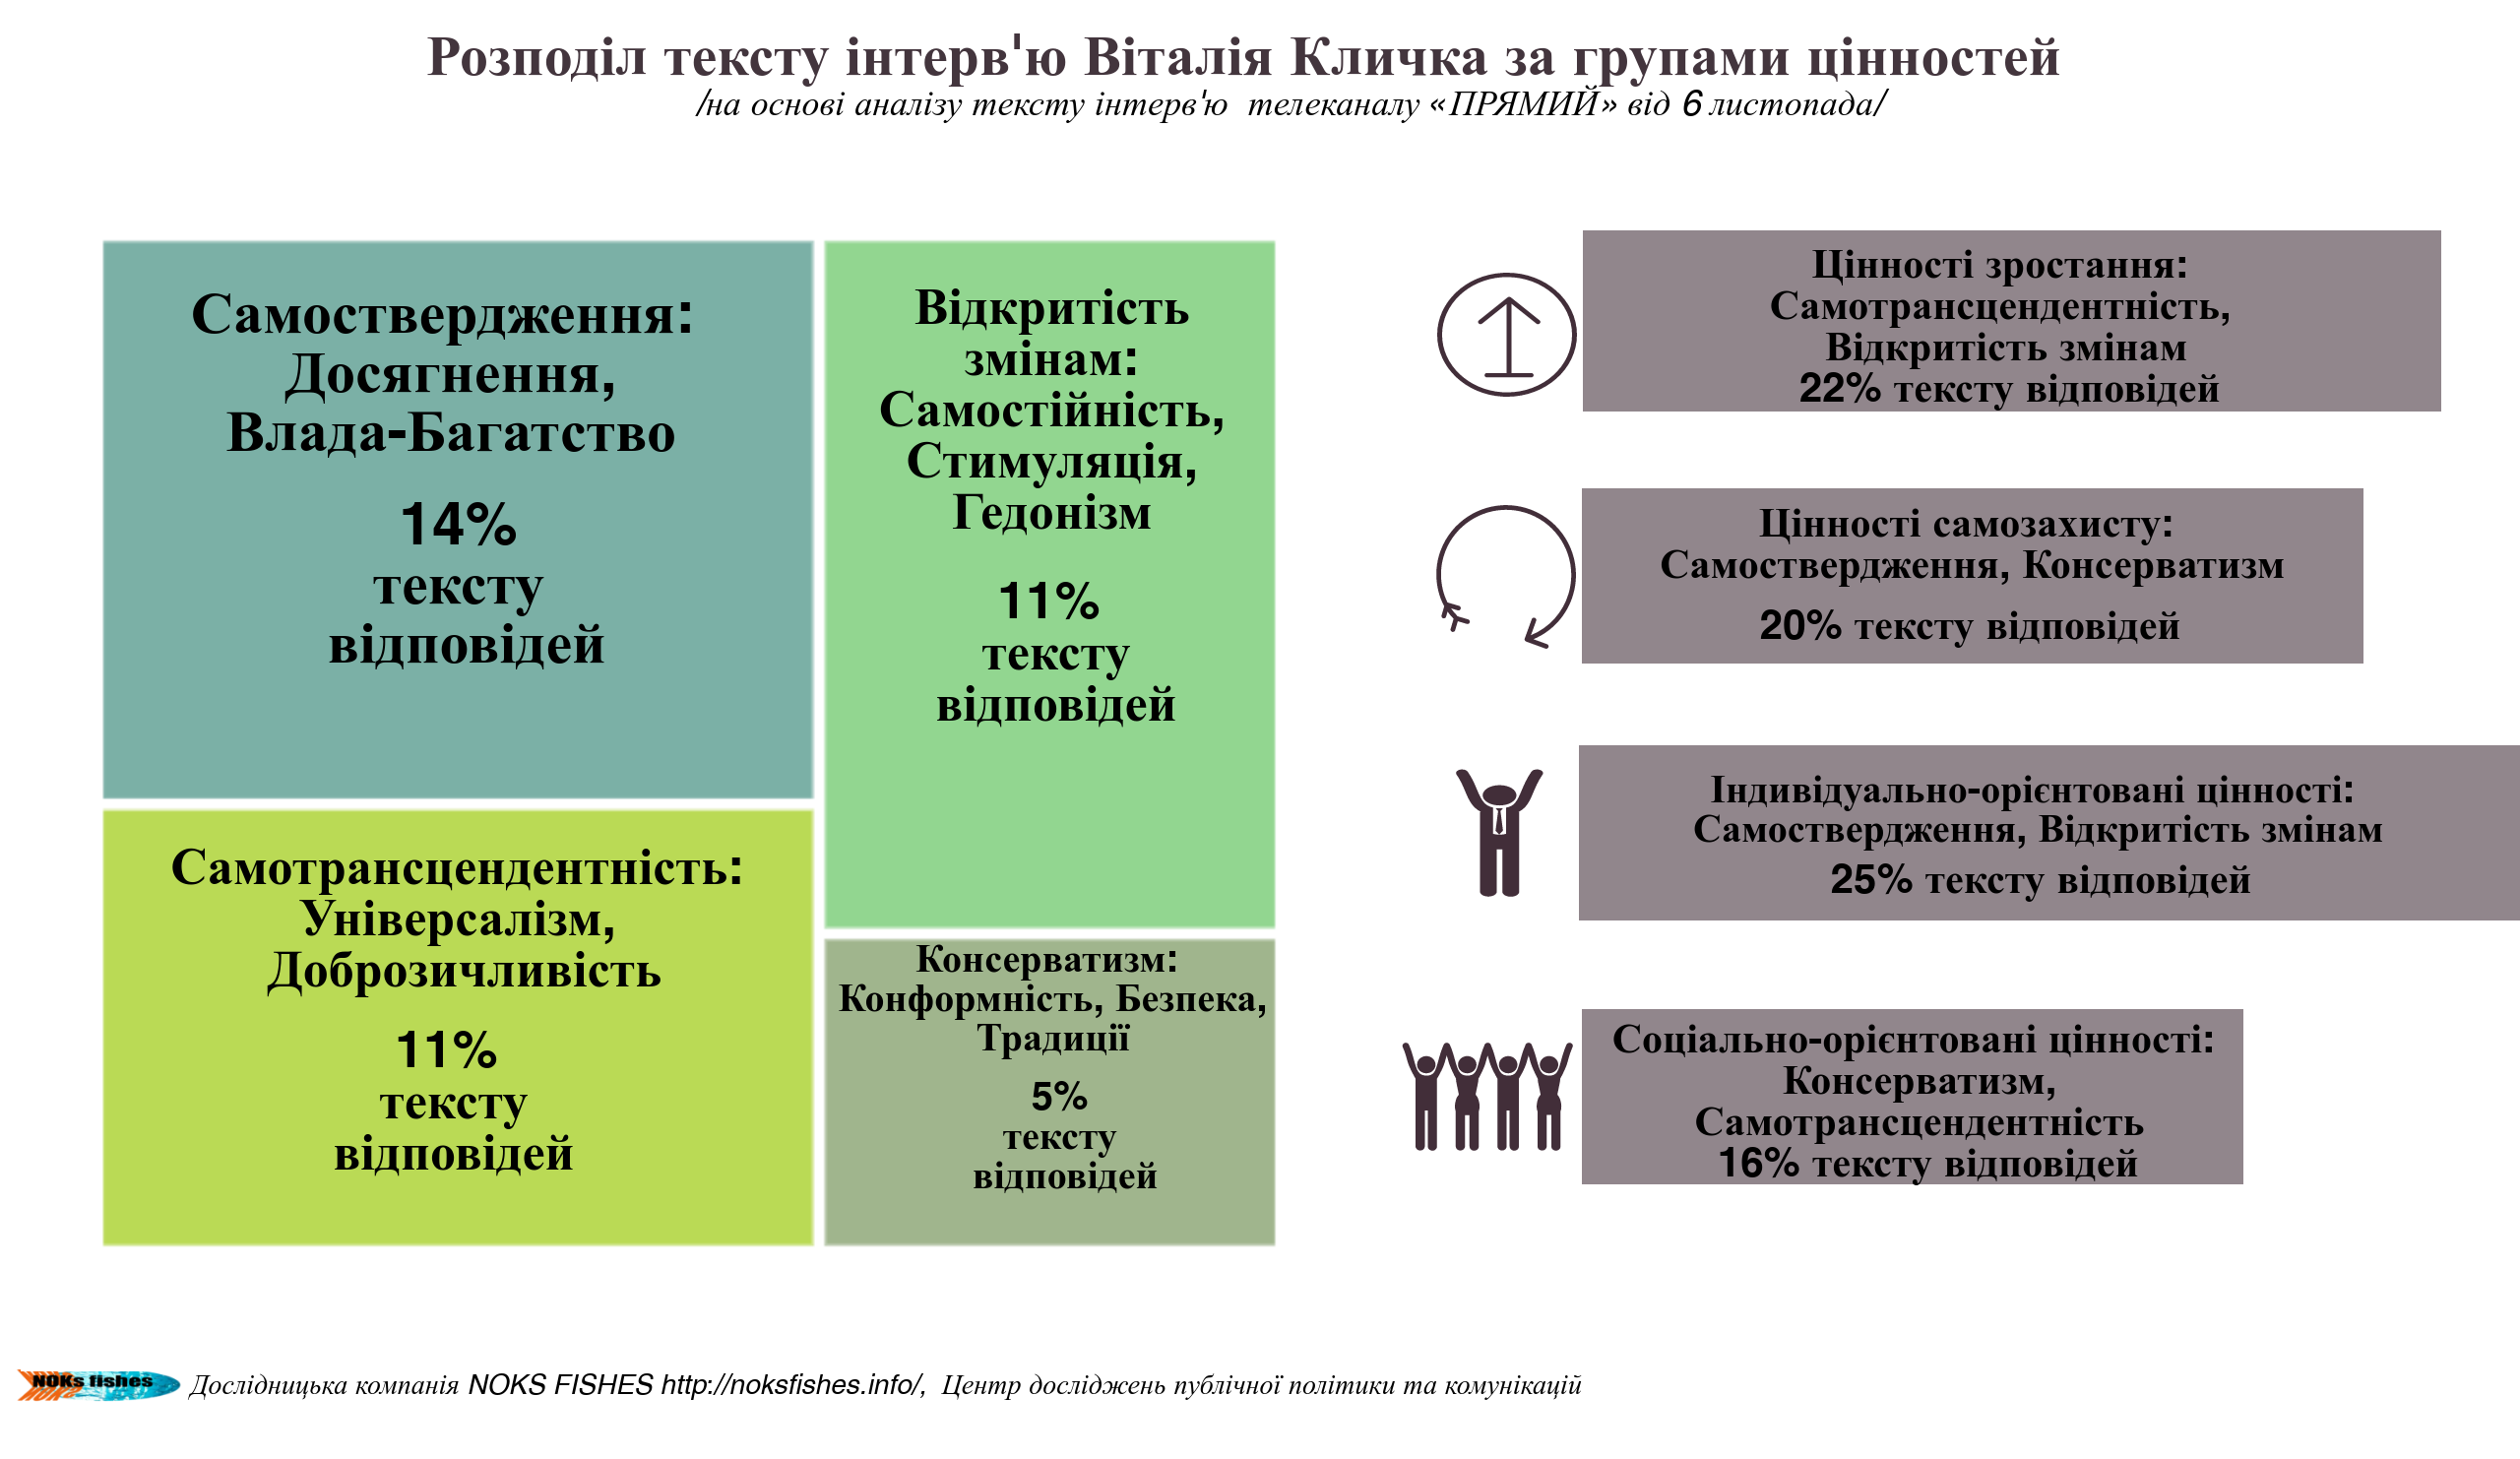 Розподіл тексту інтерв'ю Віталія Кличка за групами цінностей
/на основі аналізу тексту інтерв'ю телеканалу «ПРЯМИЙ» від 6 листопада/
Самоствердження:
Досягнення,
Влада-Багатство
14%
тексту
відповідей
Відкритість
змінам:
Самостійність,
Стимуляція,
Гедонізм
11%
тексту
відповідей
Самотрансцендентність:
Універсалізм,
Доброзичливість
11%
тексту
відповідей
Консерватизм:
Конформність, Безпека,
Традиції
5%
тексту
відповідей
Цінності зростання:
Самотрансцендентність,
Відкритість змінам
22% тексту відповідей
Цінності самозахисту:
Самоствердження, Консерватизм
20% тексту відповідей
Індивідуально-орієнтовані цінності:
Самоствердження, Відкритість змінам
25% тексту відповідей
Соціально-орієнтовані цінності:
Консерватизм,
Самотрансцендентність
16% тексту відповідей
NOKs fishes
Дослідницька компанія NOKS FISHES http://noksfishes.info/, Центр досліджень публічної політики та комунікацій